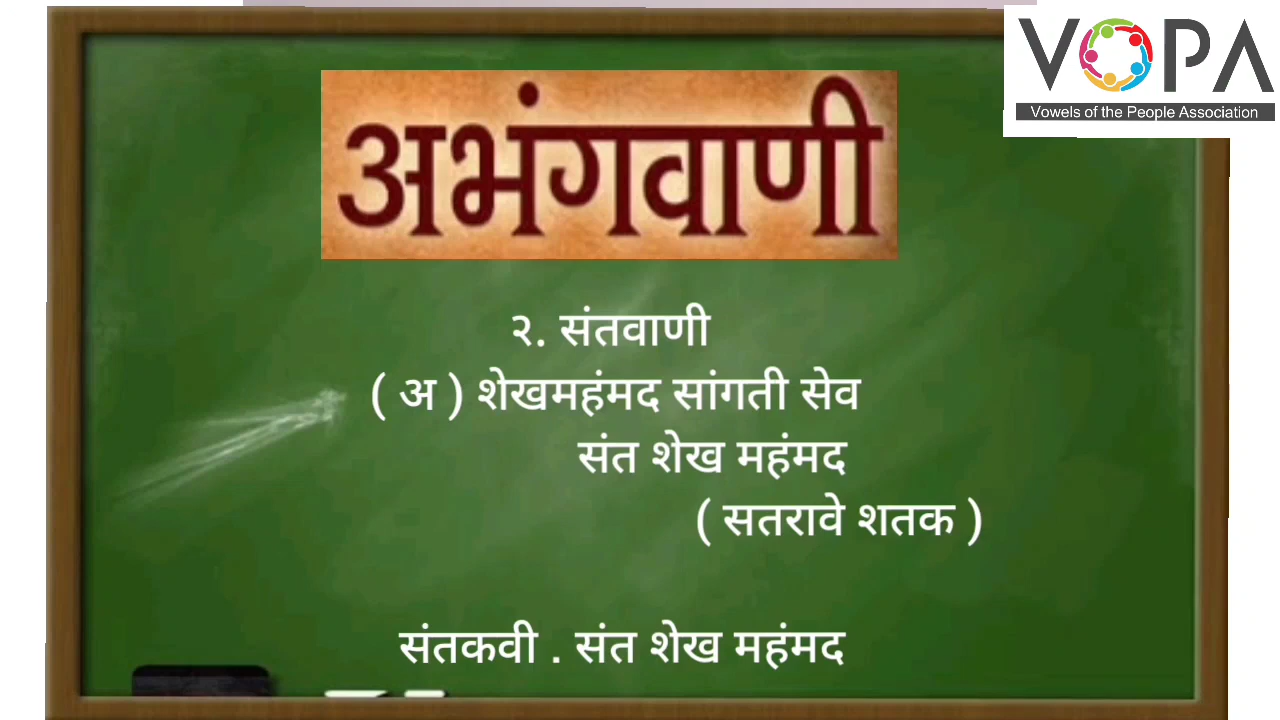 VOPA
Vowels of the People Association
अभंगवाणी
२. संतवाणी
( अ ) शेखमहंमद सांगती सेव
संत शेख महंमद
( सतरावे शतक )
संतकवी . संत शेख महंमद